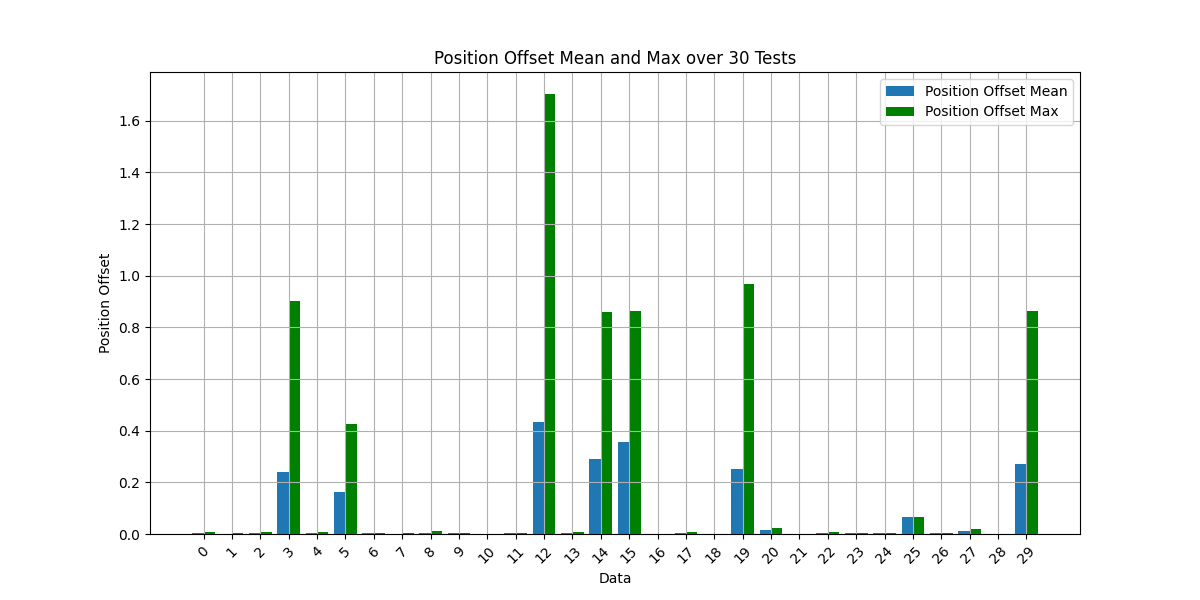 Position Offset Mean and Max over 30 Tests
Position Offset Mean
Position Offset Max
Position Offset
1.6
1.4
1.2
1.0
0.8
0.6
0.4
0.2
0.0
0 1 2 3 4 5 6 7 8 9 10 11 12 13 14 15 16 17 18 19 20 21 22 23 24 25 26 27 28 29
Data